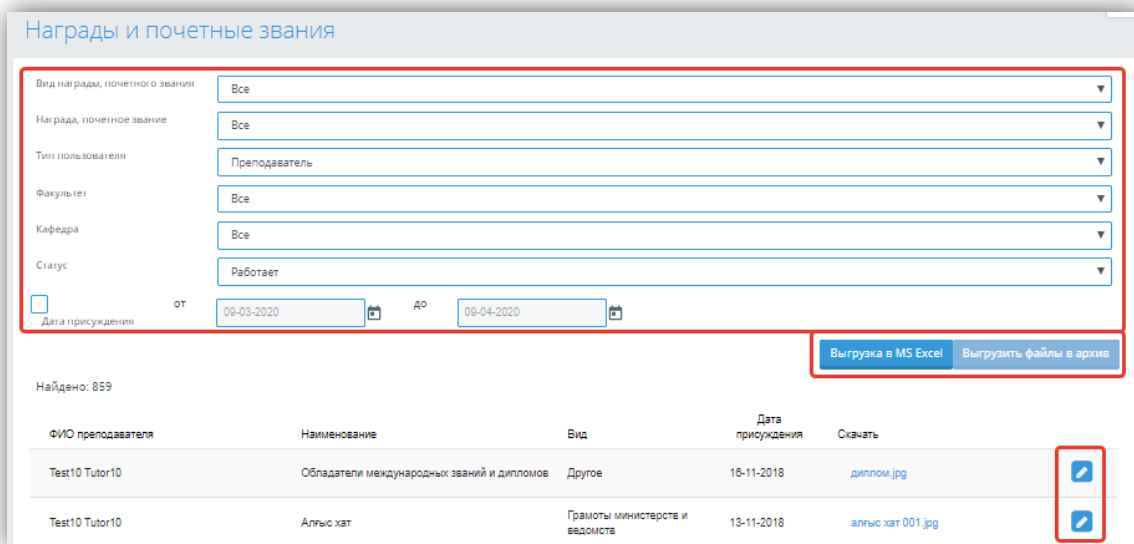 Награды и почетные звания
Вид награды, почетного звания
Все
Награда, почетное звание
Все
Тип пользователя
Преподаватель
Факультет
Все
Кафедра
Все
Статус
Работает
Дата присуждения
от
09-03-2020
до
09-04-2020
Выгрузка в MS Excel
Выгрузить файлы в архив
Найдено: 859
ФИО преподавателя
Наименование
Вид
Дата
присуждения
Скачать
Test10 Tutor10
Обладатели международных званий и дипломов
Другое
16-11-2018
диплом.jpg
Test10 Tutor10
Алғыс хат
Грамоты министерств и
ведомств
13-11-2018
алғыс хат 001.jpg